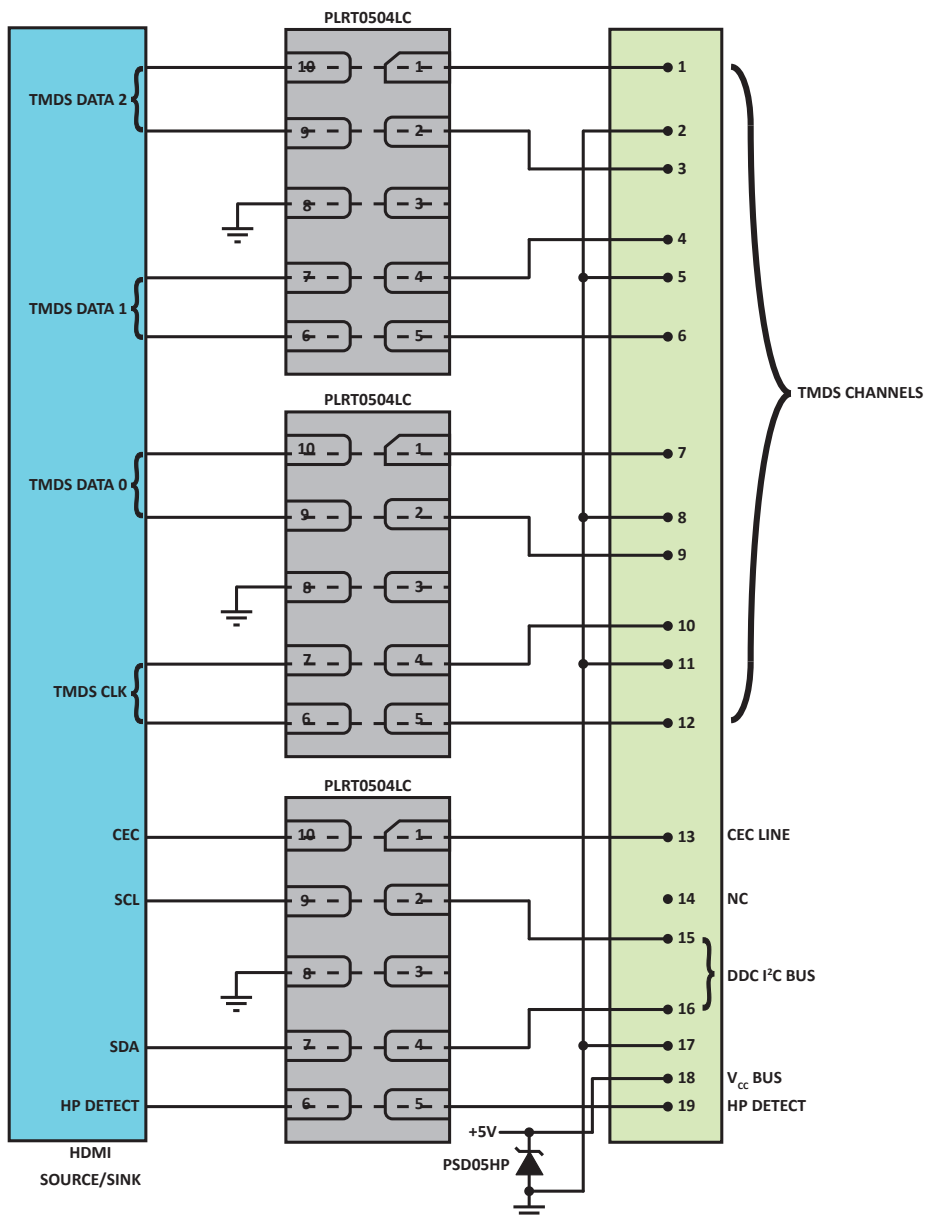 PLRT0504LC
10 1 1
TMDS DATA 2
9 2 2
3
8 3
4
7 4 5
TMDS DATA 1
6 5 6
TMDS CHANNELS
PLRT0504LC
10 1 7
TMDS DATA 0
9 2 8
9
8 3
10
7 4 11
TMDS CLK
6 5 12
PLRT0504LC
CEC 10 1 13 CEC LINE
SCL 9 2 14 NC
15
8 3 DDC I²C BUS
16
SDA 7 4 17
18 V_CC BUS
HP DETECT 6 5 19 HP DETECT
+5V
HDMI
SOURCE/SINK
PSD05HP